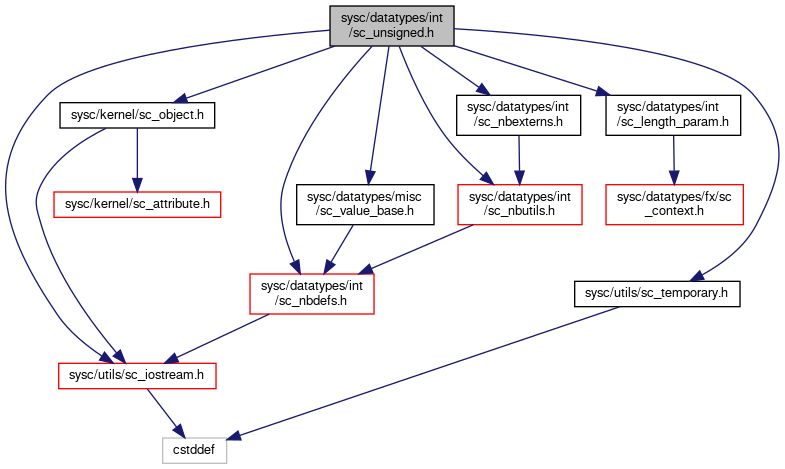 sysc/datatypes/int
/sc_unsigned.h
sysc/kernel/sc_object.h
sysc/datatypes/int
/sc_nbexterns.h
sysc/datatypes/int
/sc_length_param.h
sysc/kernel/sc_attribute.h
sysc/datatypes/misc
/sc_value_base.h
sysc/datatypes/int
/sc_nbutils.h
sysc/datatypes/fx/sc
_context.h
sysc/datatypes/int
/sc_nbdefs.h
sysc/utils/sc_temporary.h
sysc/utils/sc_iostream.h
cstddef